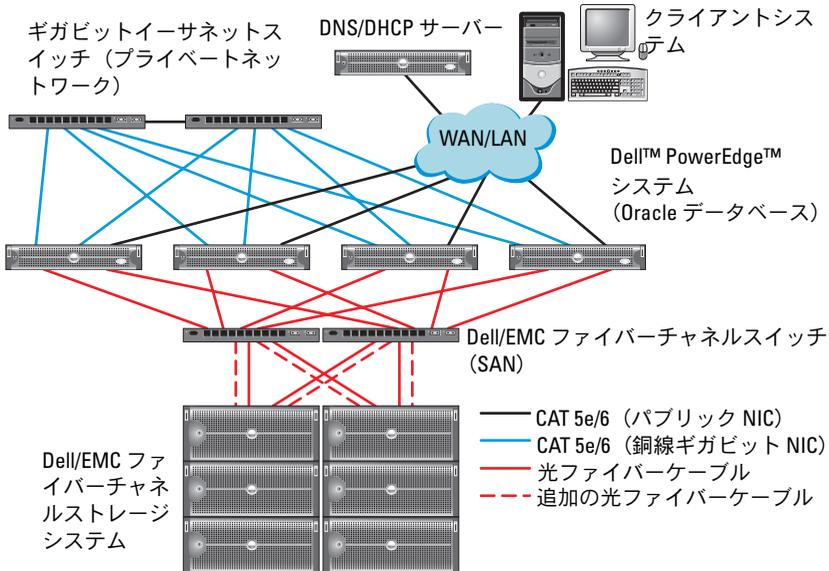 ギガビットイーサネットス
イッチ（プライベートネッ
トワーク）
DNS/DHCP サーバー
クライアントシス
テム
WAN/LAN
Dell™ PowerEdge™
システム
（Oracle データベース）
Dell/EMC ファイバーチャネルスイッチ
（SAN）
CAT 5e/6（パブリック NIC）
CAT 5e/6（銅線ギガビット NIC）
光ファイバーケーブル
追加の光ファイバーケーブル
Dell/EMC ファ
イバーチャネ
ルストレージ
システム